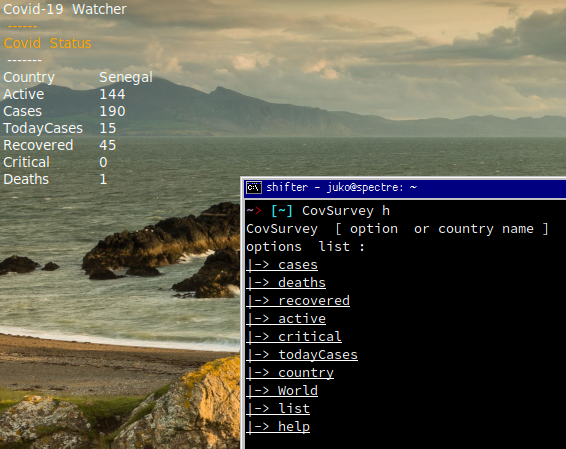 Covid-19 Watcher
------
Covid Status
-------
Country Senegal
Active 144
Cases 190
TodayCases 15
Recovered 45
Critical 0
Deaths 1
C:\ shifter - juko@spectre: ~
~> [~] CovSurvey h
CovSurvey [ option or country name ]
options list :
|-> cases
|-> deaths
|-> recovered
|-> active
|-> critical
|-> todayCases
|-> country
|-> World
|-> list
|-> help